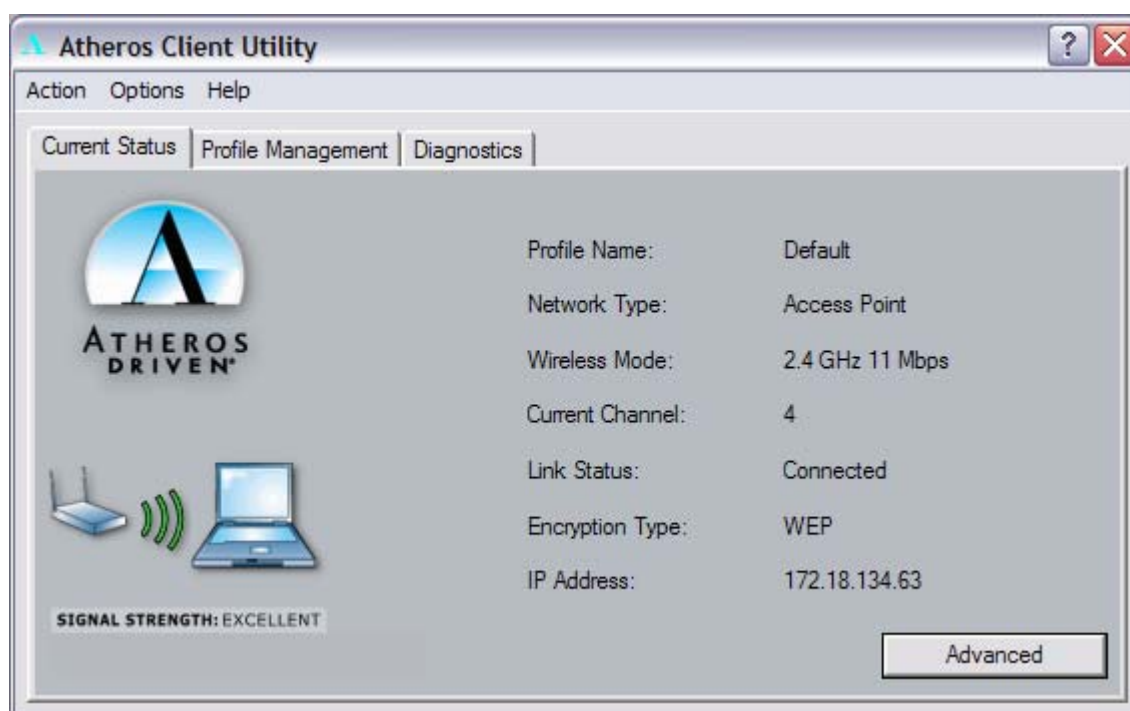 Atheros Client Utility
Action Options Help
Current Status Profile Management Diagnostics
ATHEROS
DRIVEN®
Profile Name: Default
Network Type: Access Point
Wireless Mode: 2.4 GHz 11 Mbps
Current Channel: 4
Link Status: Connected
Encryption Type: WEP
IP Address: 172.18.134.63
SIGNAL STRENGTH: EXCELLENT
Advanced